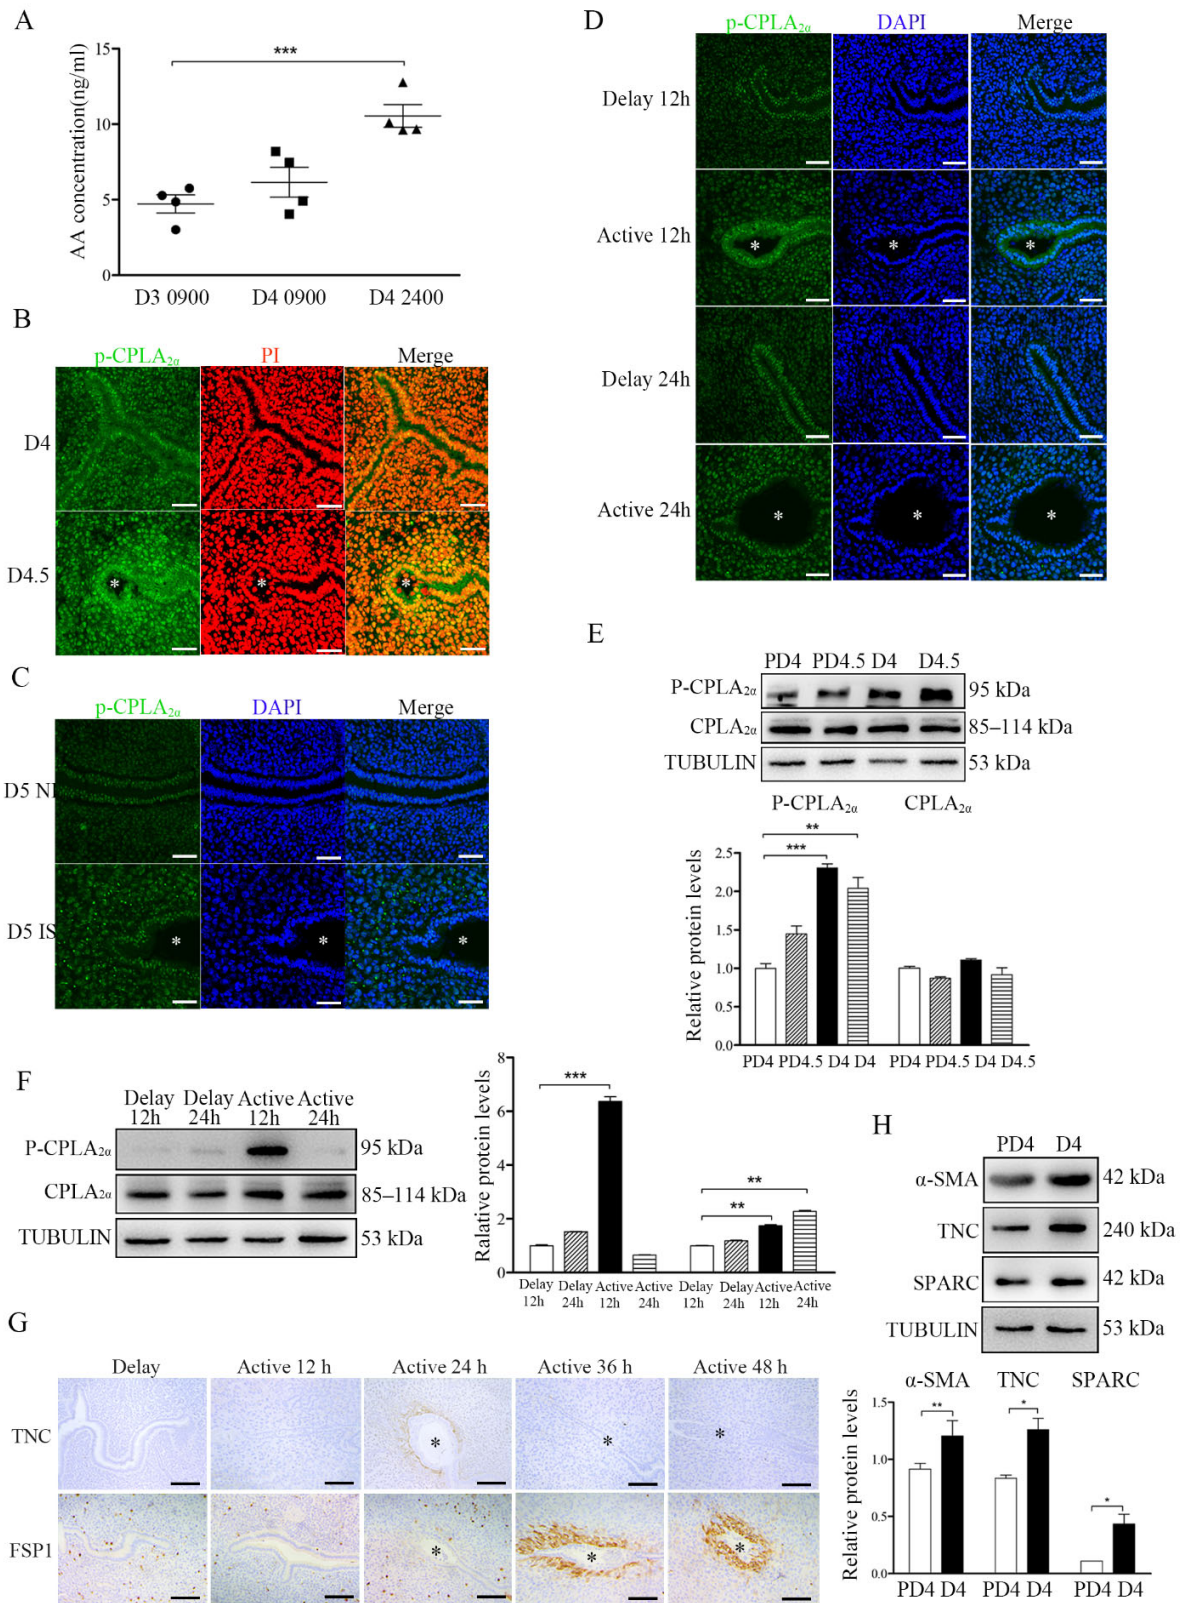 A
AA concentration(ng/ml)
15
10
5
0
***
D3 0900 D4 0900 D4 2400
B
p-CPLA2α PI Merge
D4
*
*
*
D4.5
C
p-CPLA2α DAPI Merge
D5 NI
D5 IS
*
*
*
D
p-CPLA2α DAPI Merge
Delay 12h
Active 12h
*
*
*
Delay 24h
Active 24h
*
*
*
E
PD4 PD4.5 D4 D4.5
P-CPLA2α 95 kDa
CPLA2α 85–114 kDa
TUBULIN 53 kDa
P-CPLA2α CPLA2α
**
***
Relative protein levels
2.5
2.0
1.5
1.0
0.5
0.0
PD4 PD4.5 D4 D4 PD4 PD4.5 D4 D4.5
F
Delay Delay Active Active
12h 24h 12h 24h
P-CPLA2α 95 kDa
CPLA2α 85–114 kDa
TUBULIN 53 kDa
Ralative protein levels
8
6
4
2
0
***
**
**
Delay Delay Active Active Delay Delay Active Active
12h 24h 12h 24h 12h 24h 12h 24h
G
Delay Active 12 h Active 24 h Active 36 h Active 48 h
TNC
*
*
*
FSP1
*
*
*
H
PD4 D4
α-SMA 42 kDa
TNC 240 kDa
SPARC 42 kDa
TUBULIN 53 kDa
α-SMA TNC SPARC
Relative protein levels
1.5
1.0
0.5
0.0
**
*
*
PD4 D4 PD4 D4 PD4 D4